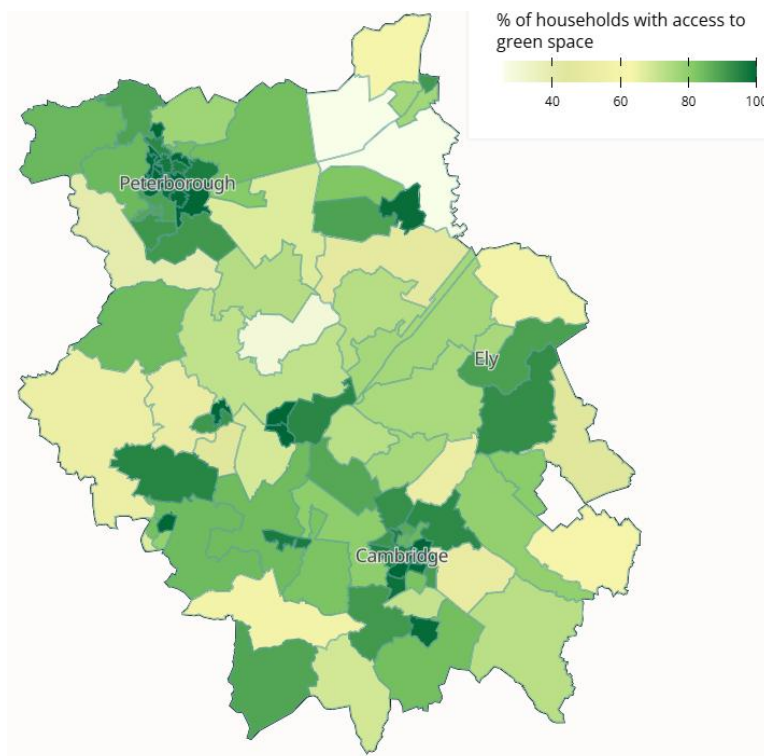 % of households with access to
green space
40 60 80 100
Peterborough
Ely
Cambridge